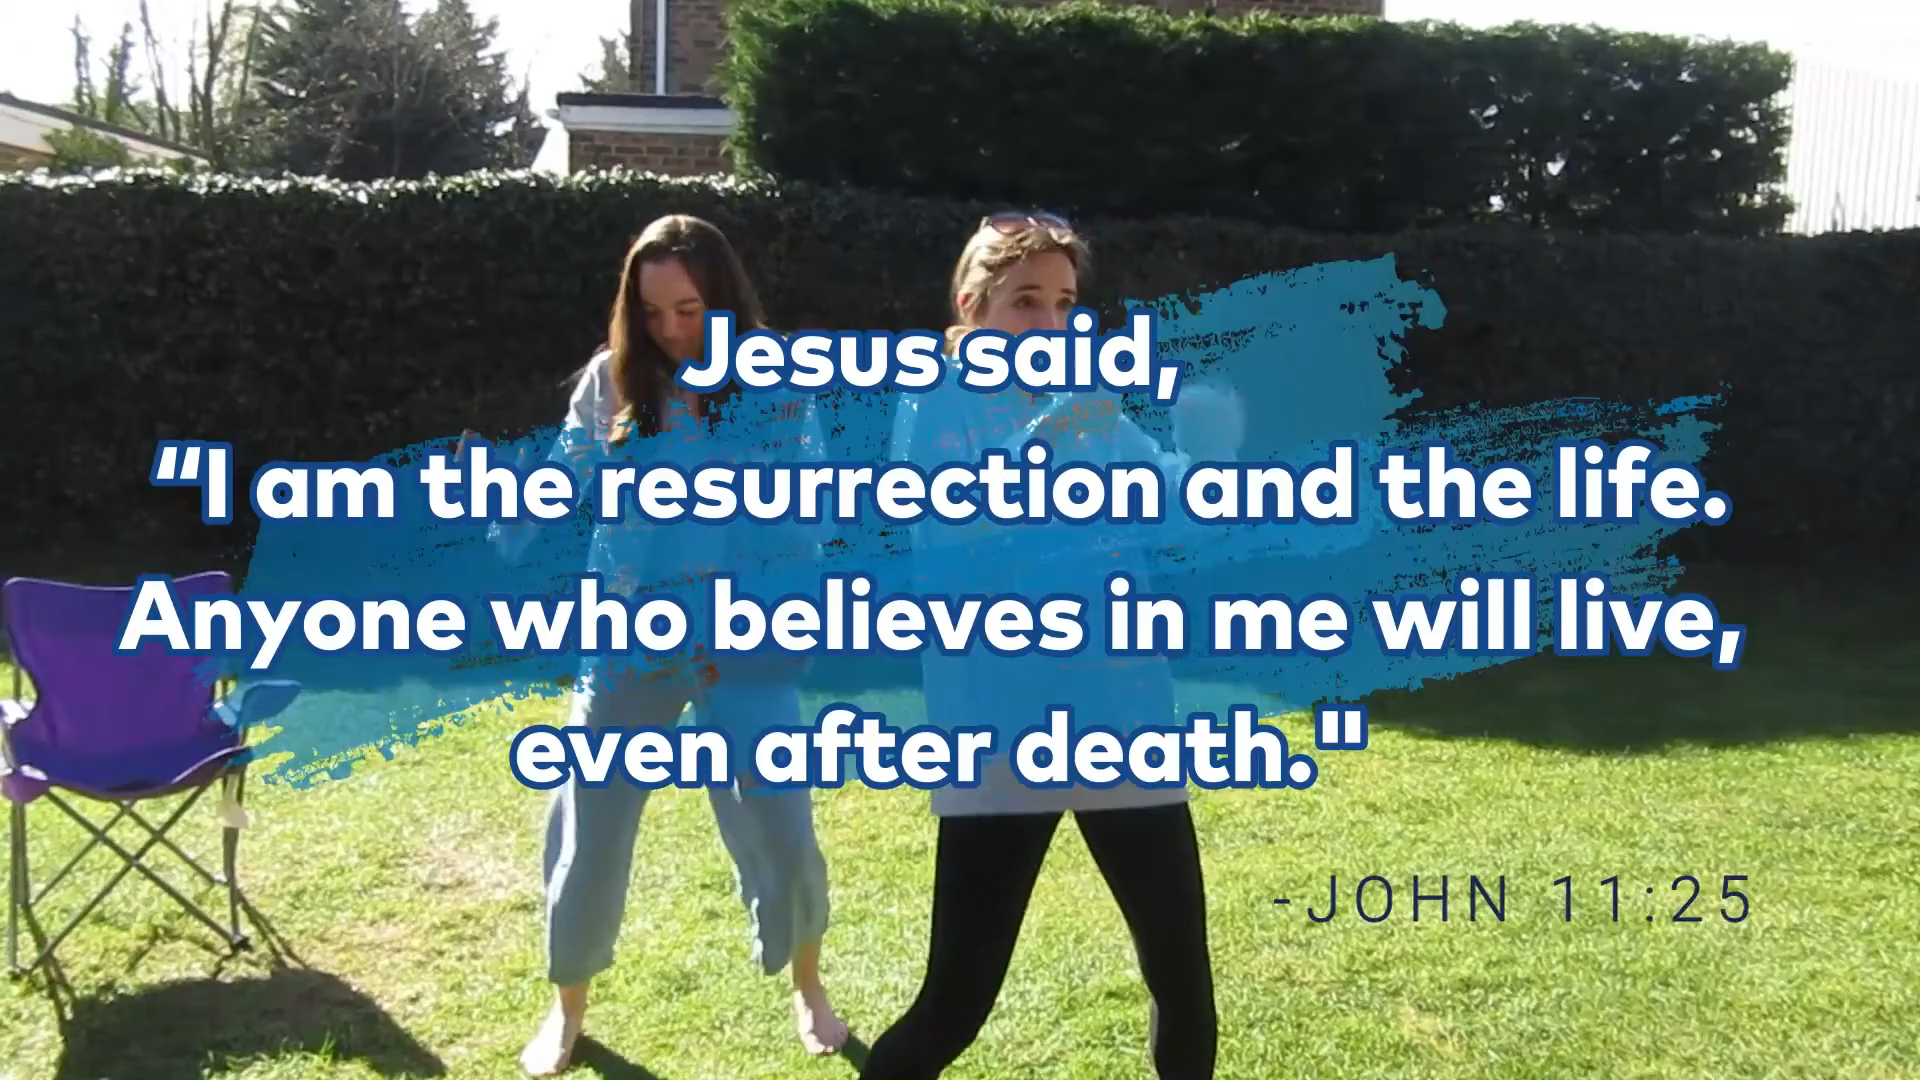 Jesus said,
“I am the resurrection and the life.
Anyone who believes in me will live,
even after death."
-JOHN 11:25